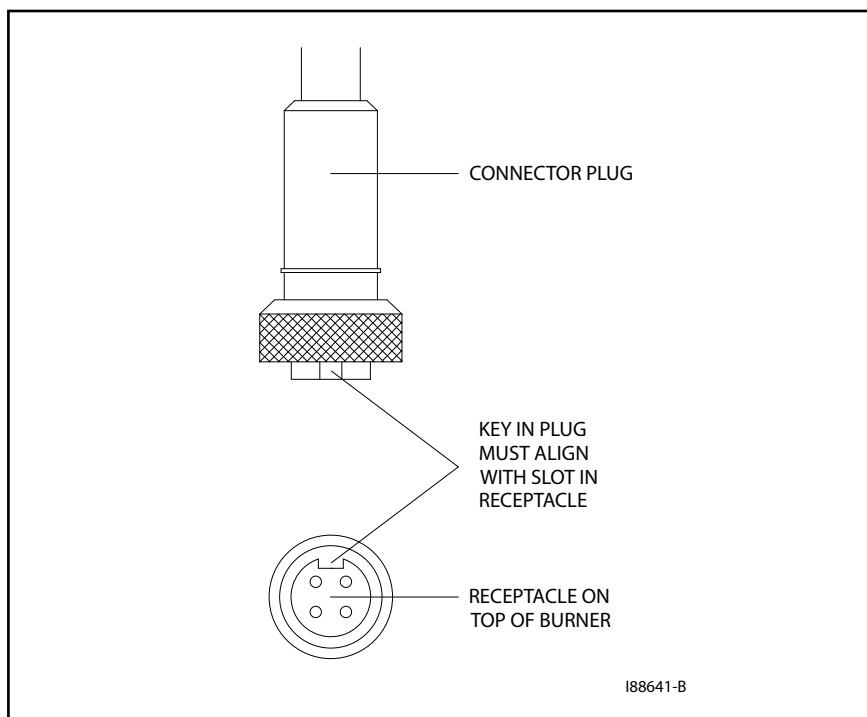 CONNECTOR PLUG
KEY IN PLUG
MUST ALIGN
WITH SLOT IN
RECEPTACLE
RECEPTACLE ON
TOP OF BURNER
I88641-B